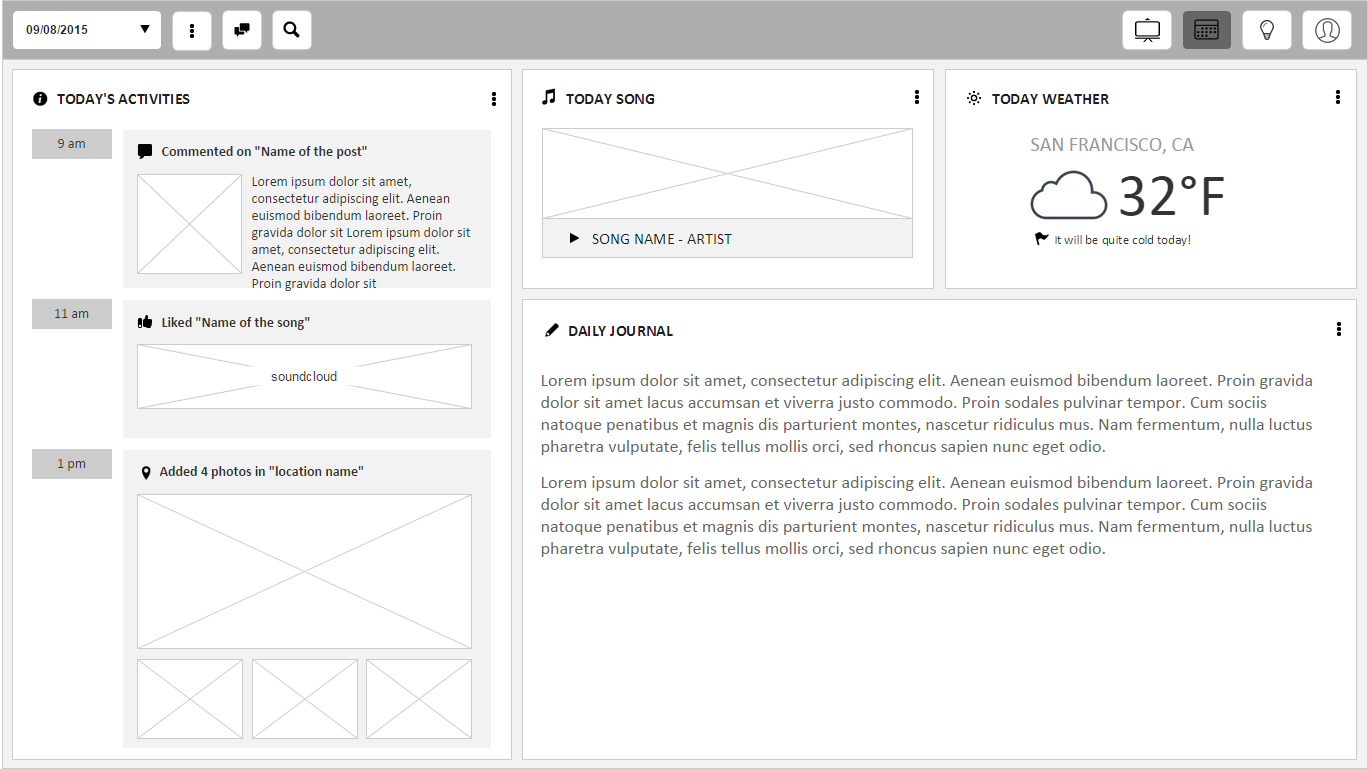 09/08/2015
TODAY'S ACTIVITIES
9 am
Commented on "Name of the post"
Lorem ipsum dolor sit amet,
consectetur adipiscing elit. Aenean
euismod bibendum laoreet. Proin
gravida dolor sit Lorem ipsum dolor sit
amet, consectetur adipiscing elit.
Aenean euismod bibendum laoreet.
Proin gravida dolor sit
11 am
Liked "Name of the song"
soundcloud
1 pm
Added 4 photos in "location name"
TODAY SONG
SONG NAME - ARTIST
TODAY WEATHER
SAN FRANCISCO, CA
32°F
It will be quite cold today!
DAILY JOURNAL
Lorem ipsum dolor sit amet, consectetur adipiscing elit. Aenean euismod bibendum laoreet. Proin gravida
dolor sit amet lacus accumsan et viverra justo commodo. Proin sodales pulvinar tempor. Cum sociis
natoque penatibus et magnis dis parturient montes, nascetur ridiculus mus. Nam fermentum, nulla luctus
pharetra vulputate, felis tellus mollis orci, sed rhoncus sapien nunc eget odio.
Lorem ipsum dolor sit amet, consectetur adipiscing elit. Aenean euismod bibendum laoreet. Proin gravida
dolor sit amet lacus accumsan et viverra justo commodo. Proin sodales pulvinar tempor. Cum sociis
natoque penatibus et magnis dis parturient montes, nascetur ridiculus mus. Nam fermentum, nulla luctus
pharetra vulputate, felis tellus mollis orci, sed rhoncus sapien nunc eget odio.